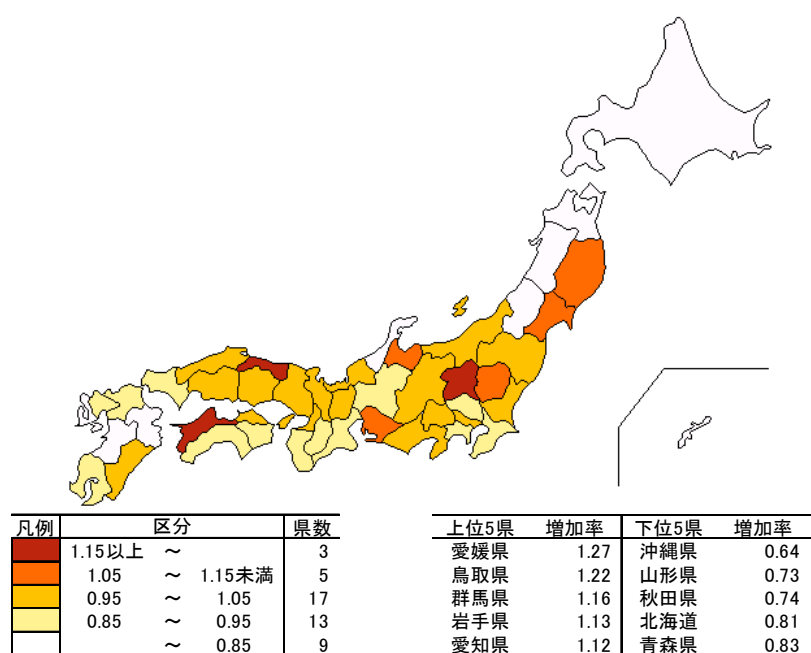 凡例 区分 県数
1.15以上 ～ 3
1.05 ～ 1.15未満 5
0.95 ～ 1.05 17
0.85 ～ 0.95 13
～ 0.85 9
上位5県 増加率 下位5県 増加率
愛媛県 1.27 沖縄県 0.64
鳥取県 1.22 山形県 0.73
群馬県 1.16 秋田県 0.74
岩手県 1.13 北海道 0.81
愛知県 1.12 青森県 0.83